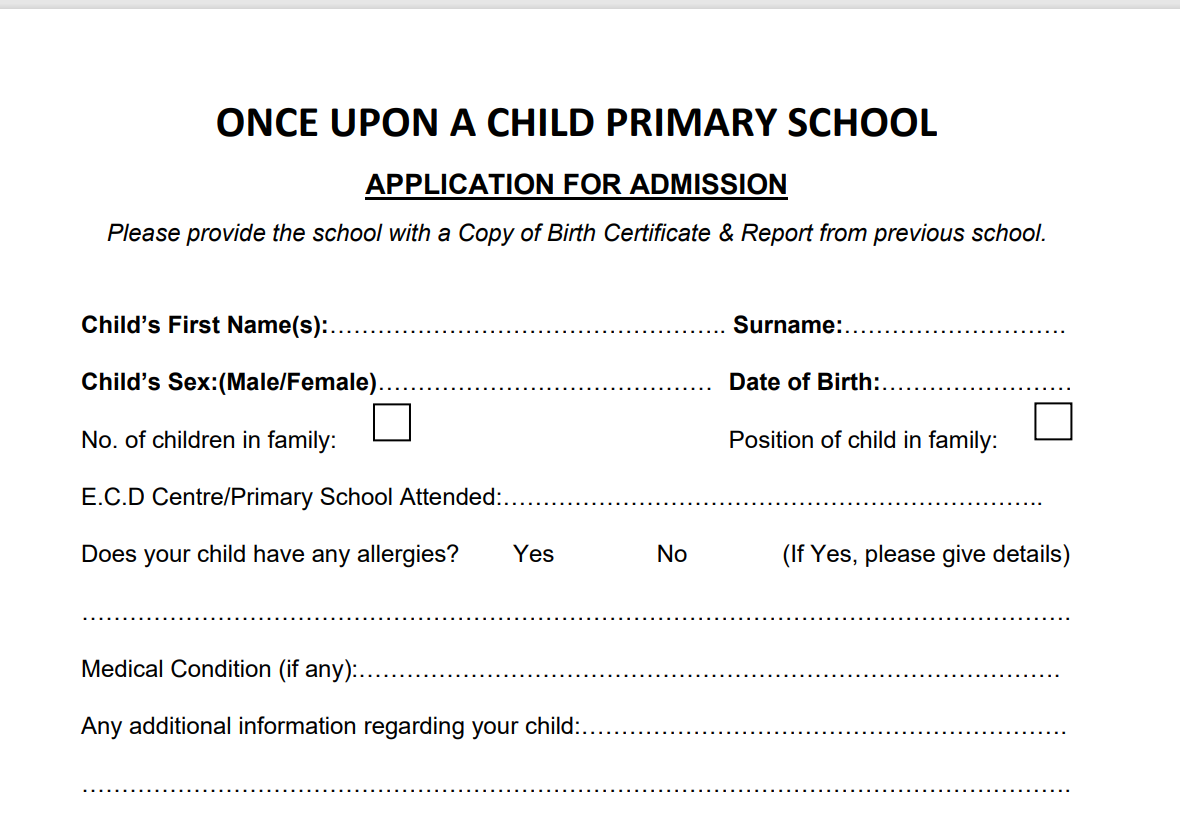 ONCE UPON A CHILD PRIMARY SCHOOL
APPLICATION FOR ADMISSION
Please provide the school with a Copy of Birth Certificate & Report from previous school.
Child’s First Name(s):…………………………………………. Surname:……………………….
Child’s Sex:(Male/Female)…………………………………… Date of Birth:……………………
No. of children in family: Position of child in family:
E.C.D Centre/Primary School Attended:…………………………………………………………..
Does your child have any allergies? Yes No (If Yes, please give details)
…………………………………………………………………………………………………………….
Medical Condition (if any):…………………………………………………………………………….
Any additional information regarding your child:…………………………………………………….
…………………………………………………………………………………………………………….